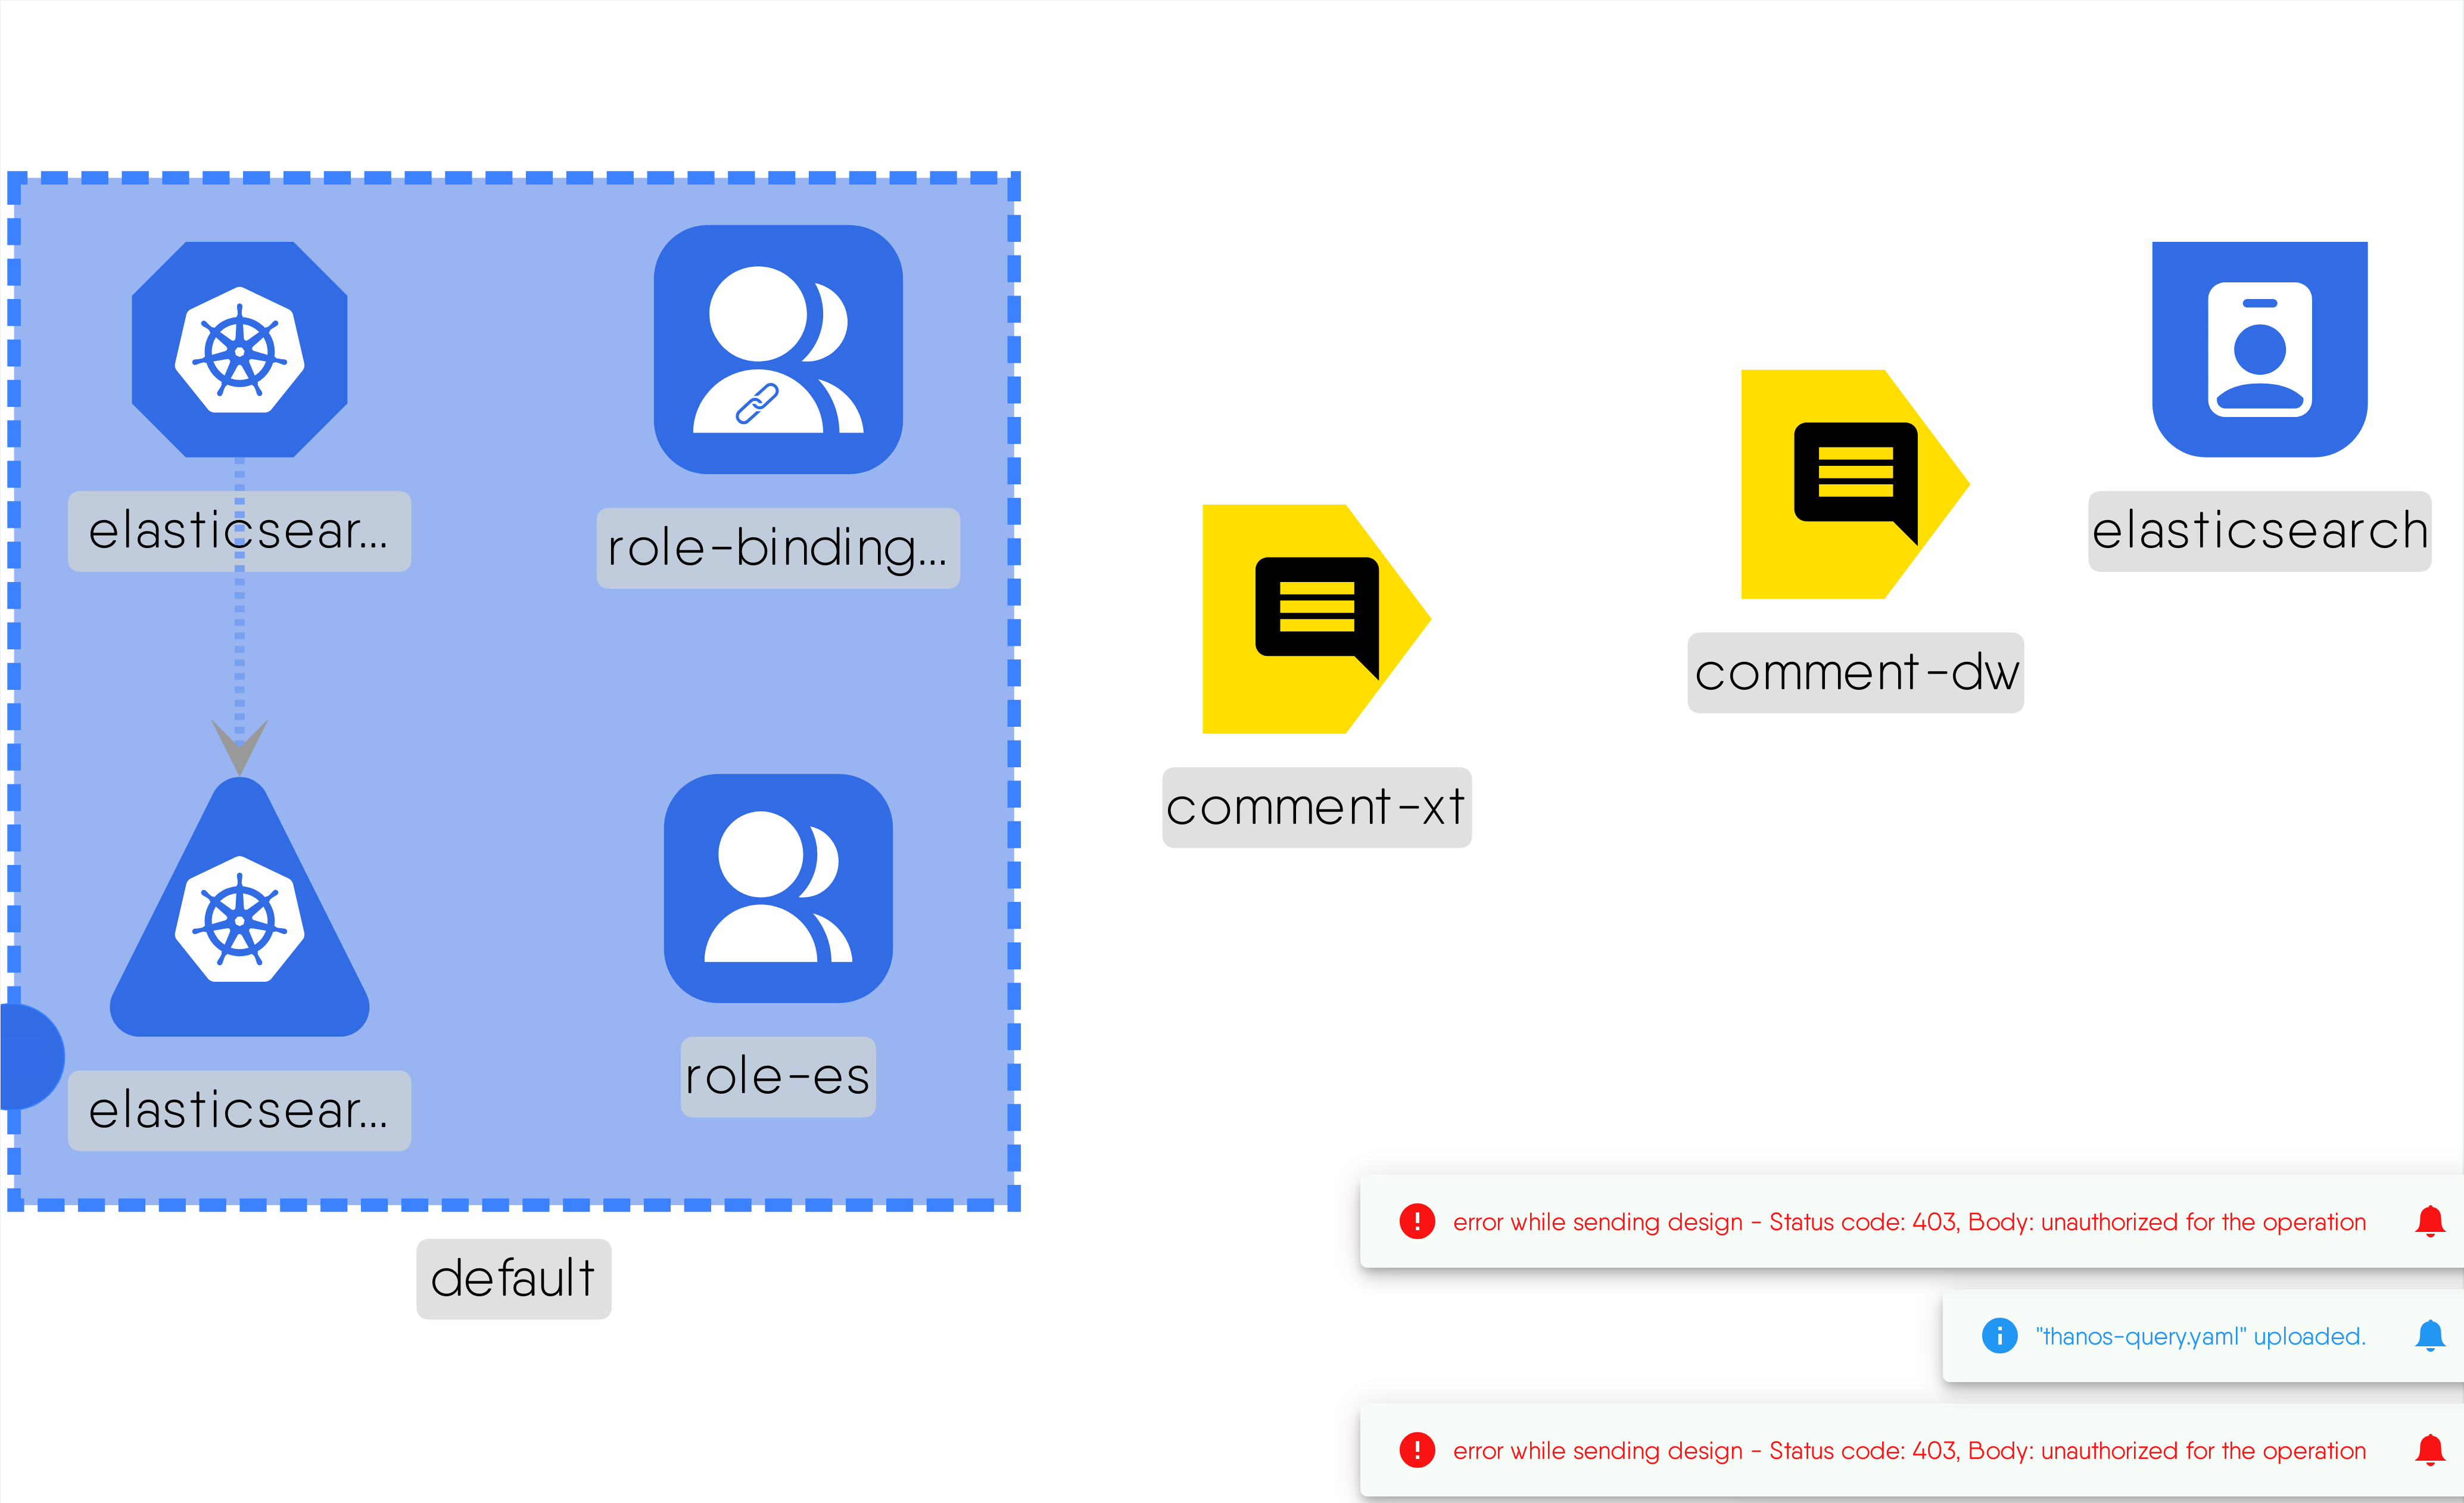 elasticsear...
role-binding...
elasticsearch
comment-dw
comment-xt
elasticsear...
role-es
default
error while sending design - Status code: 403, Body: unauthorized for the operation
"thanos-query.yaml" uploaded.
error while sending design - Status code: 403, Body: unauthorized for the operation